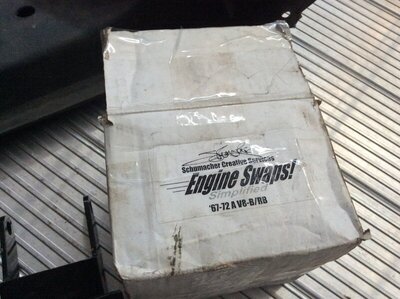 Schumacher Creative Services
Engine Swaps!
Simplified
'67-72 A V8-B/RB